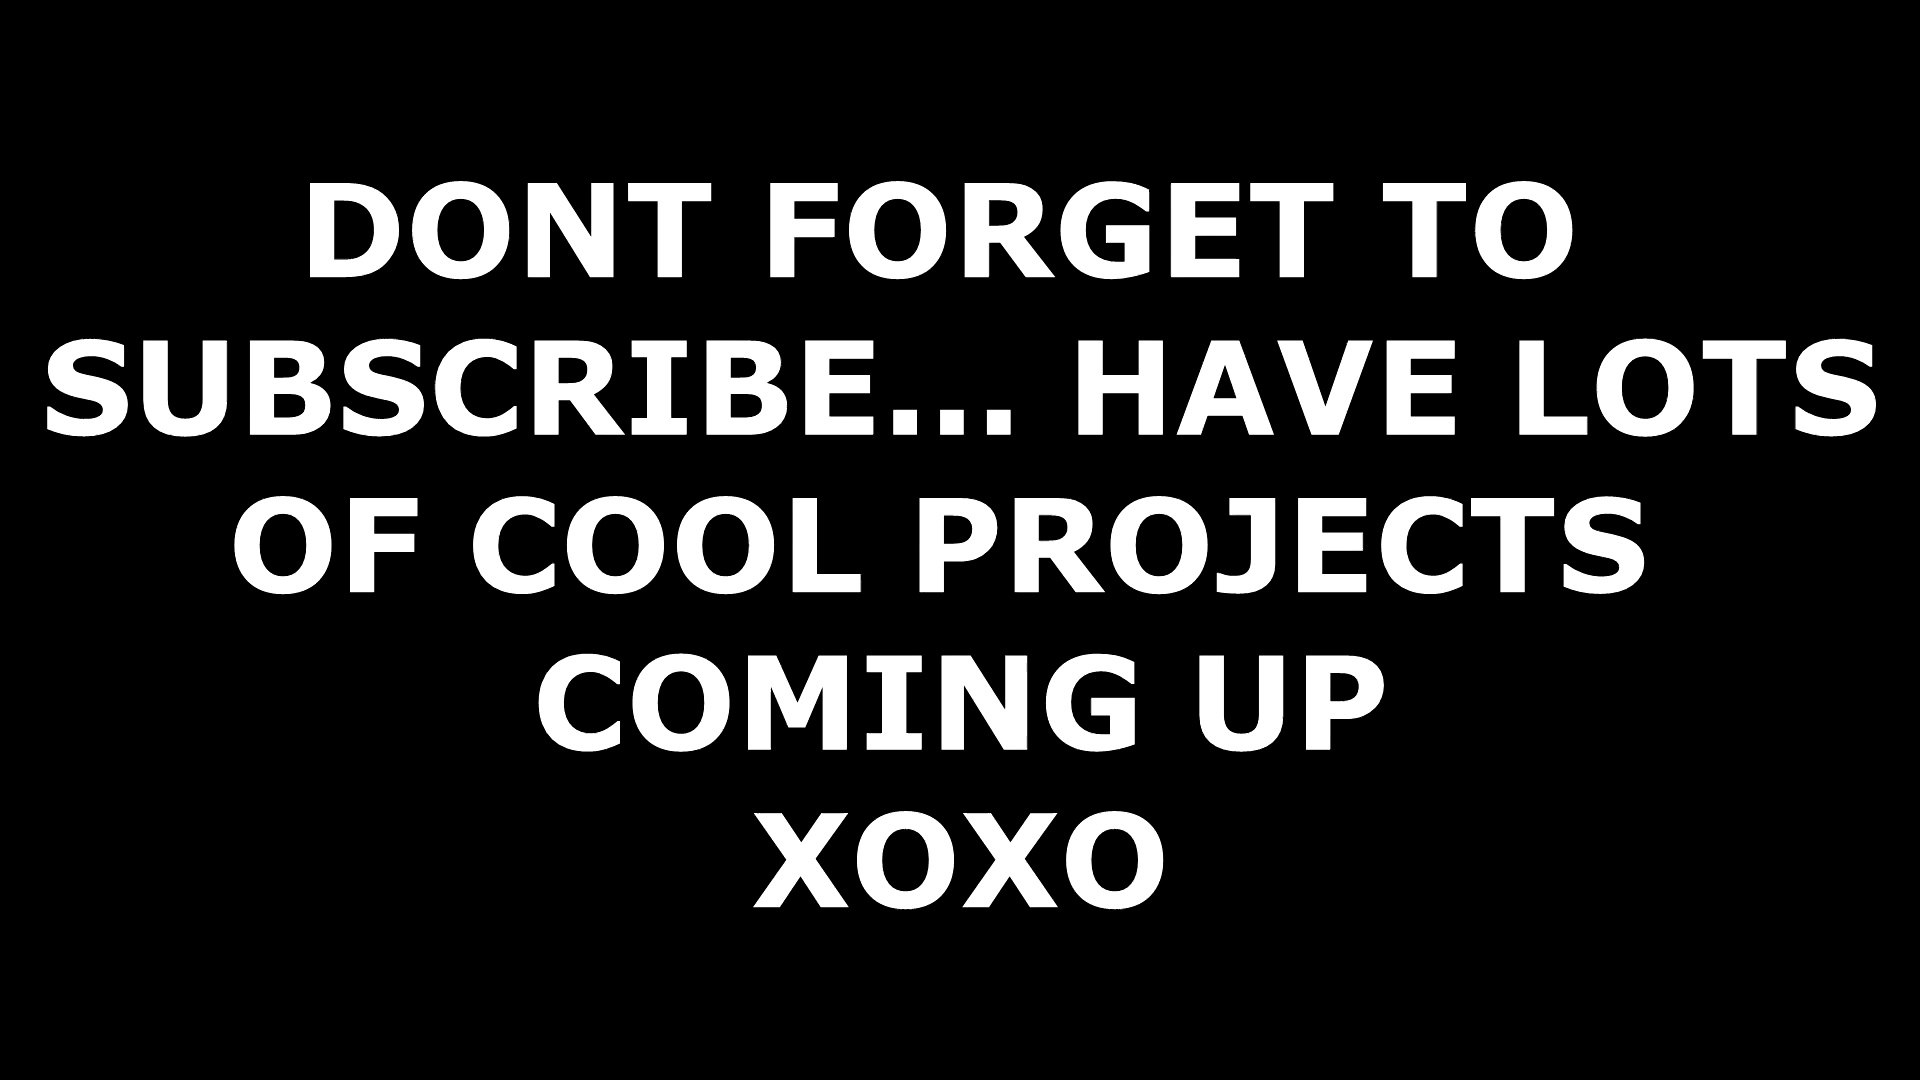 DONT FORGET TO
SUBSCRIBE... HAVE LOTS
OF COOL PROJECTS
COMING UP
XOXO